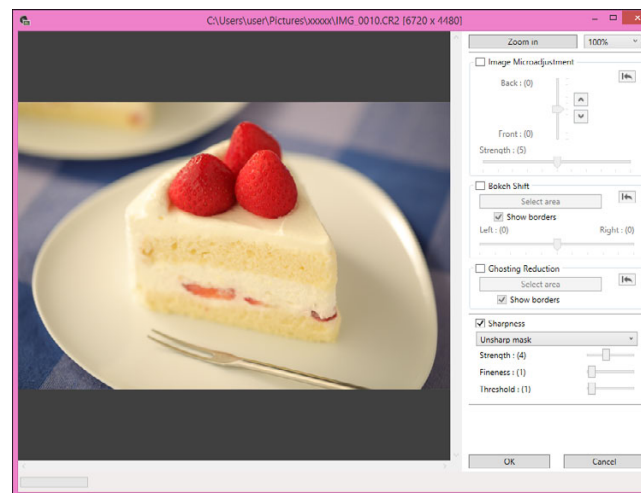 C:\Users\user\Pictures\xxxxx\IMG_0010.CR2 [6720 x 4480]
Zoom in
100%
Image Microadjustment
Back : (0)
Front : (0)
Strength : (5)
Bokeh Shift
Select area
Show borders
Left : (0) Right : (0)
Ghosting Reduction
Select area
Show borders
Sharpness
Unsharp mask
Strength : (4)
Fineness : (1)
Threshold : (1)
OK Cancel